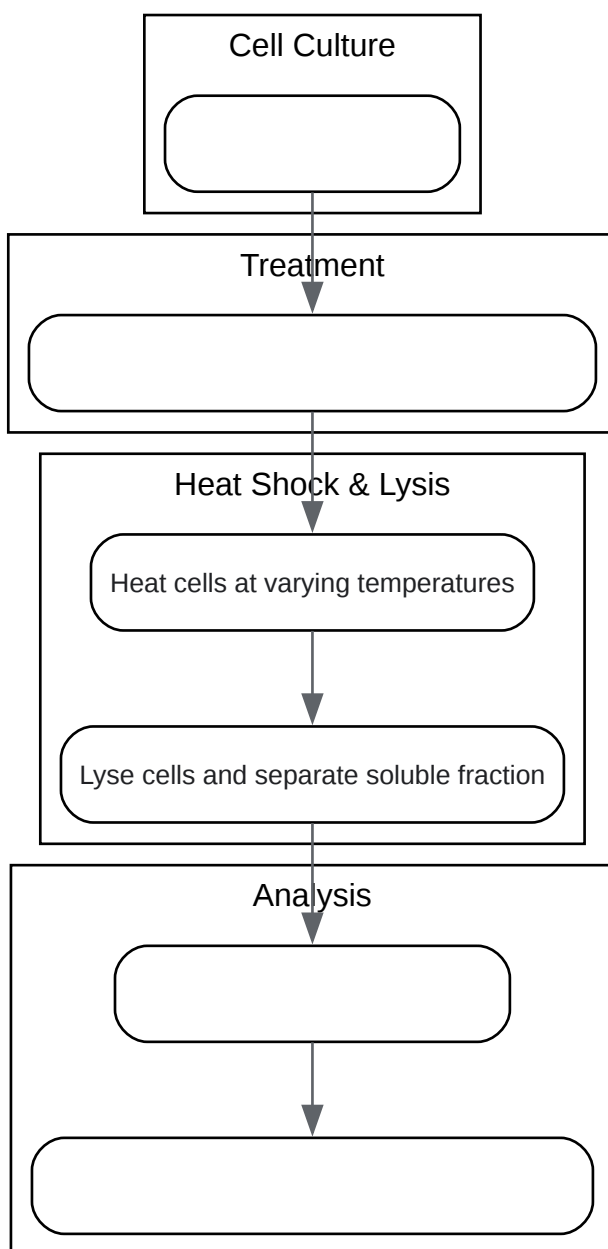 Cell Culture
Treatment
Heat Shock & Lysis
Heat cells at varying temperatures
Lyse cells and separate soluble fraction
Analysis